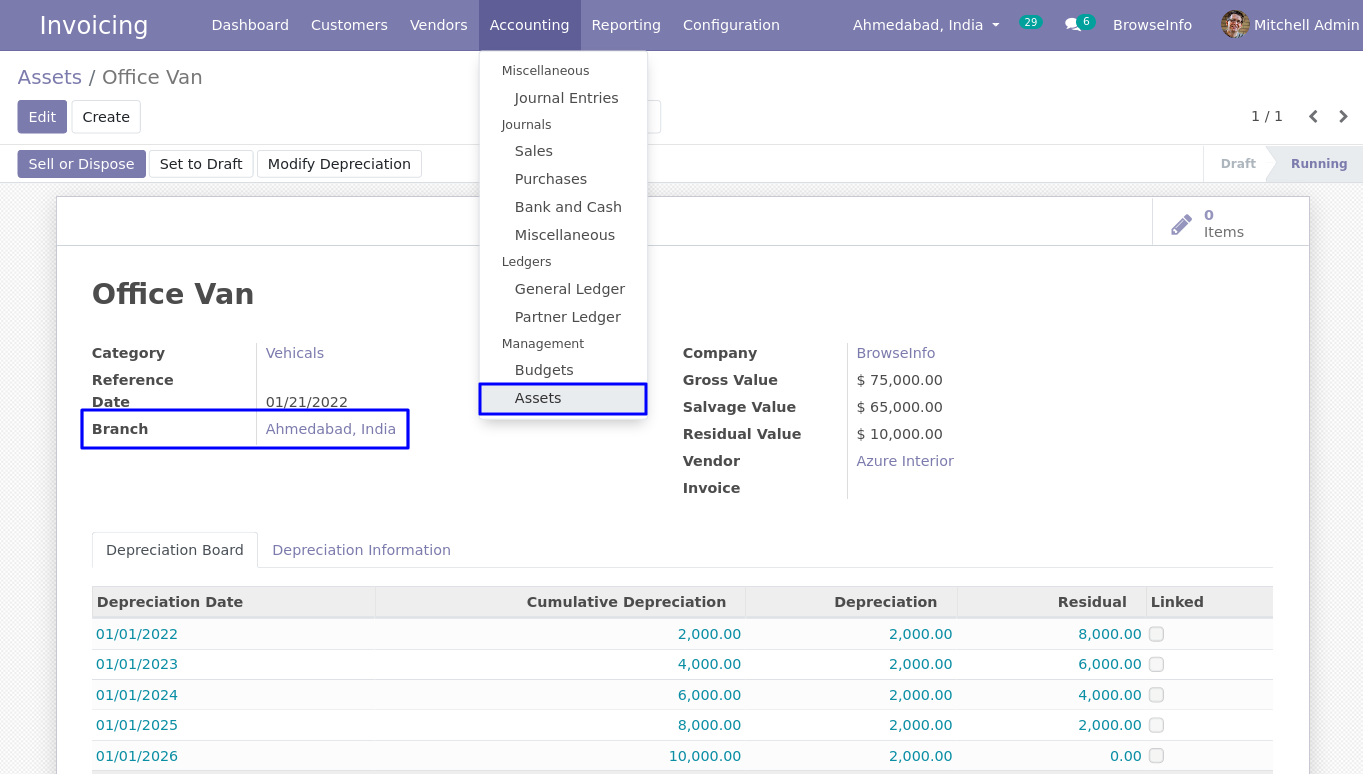 Invoicing Dashboard Customers Vendors Accounting Reporting Configuration Ahmedabad, India 29 6 BrowseInfo Mitchell Admin
Assets / Office Van
Edit Create
1 / 1
Sell or Dispose Set to Draft Modify Depreciation
Draft Running
Miscellaneous
Journal Entries
Journals
Sales
Purchases
Bank and Cash
Miscellaneous
Ledgers
General Ledger
Partner Ledger
Management
Budgets
Assets
0
Items
Office Van
Category Vehicals
Reference
Date 01/21/2022
Branch Ahmedabad, India
Company BrowseInfo
Gross Value $ 75,000.00
Salvage Value $ 65,000.00
Residual Value $ 10,000.00
Vendor Azure Interior
Invoice
Depreciation Board Depreciation Information
Depreciation Date Cumulative Depreciation Depreciation Residual Linked
01/01/2022 2,000.00 2,000.00 8,000.00
01/01/2023 4,000.00 2,000.00 6,000.00
01/01/2024 6,000.00 2,000.00 4,000.00
01/01/2025 8,000.00 2,000.00 2,000.00
01/01/2026 10,000.00 2,000.00 0.00